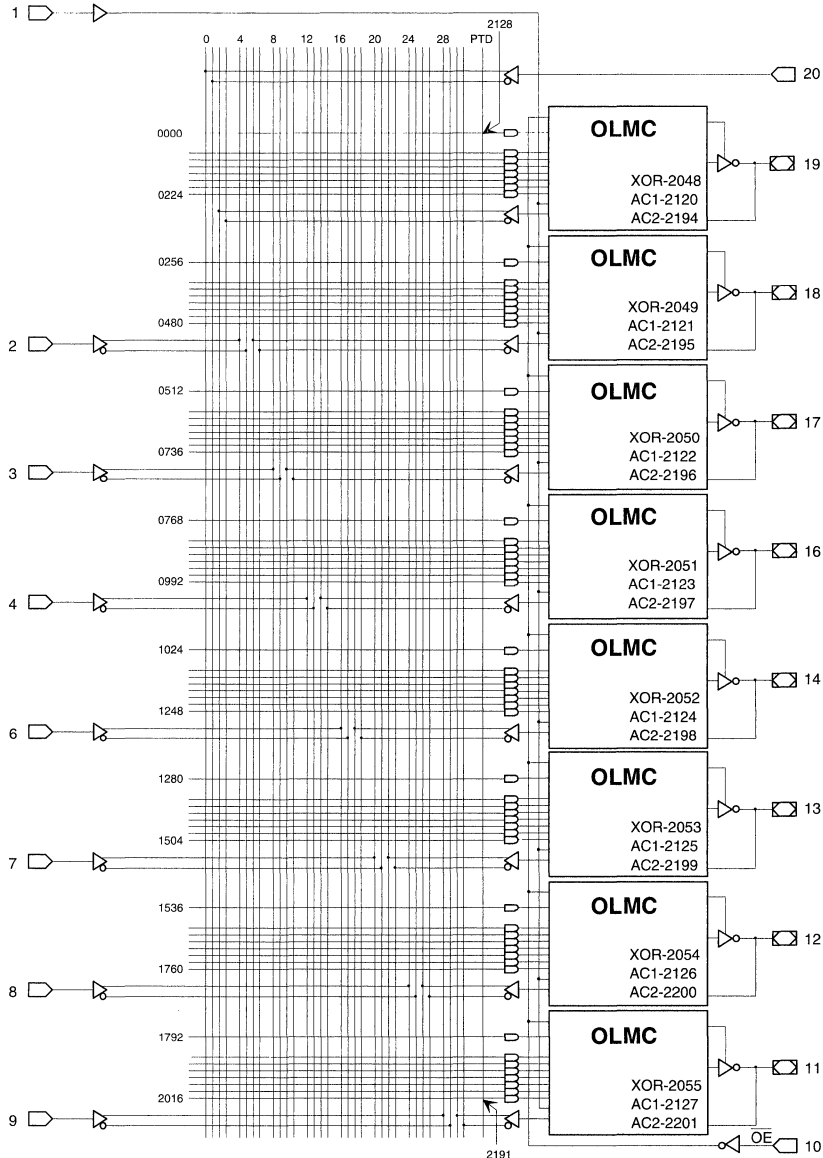 1
2128
0 4 8 12 16 20 24 28 PTD
20
0000
OLMC
19
XOR-2048
0224
AC1-2120
AC2-2194
0256
OLMC
18
XOR-2049
0480
AC1-2121
2
AC2-2195
0512
OLMC
17
XOR-2050
0736
AC1-2122
3
AC2-2196
0768
OLMC
16
XOR-2051
0992
AC1-2123
4
AC2-2197
1024
OLMC
14
XOR-2052
1248
AC1-2124
6
AC2-2198
1280
OLMC
13
XOR-2053
1504
AC1-2125
7
AC2-2199
1536
OLMC
12
XOR-2054
1760
AC1-2126
8
AC2-2200
1792
OLMC
11
XOR-2055
2016
AC1-2127
9
AC2-2201
OE
10
2191